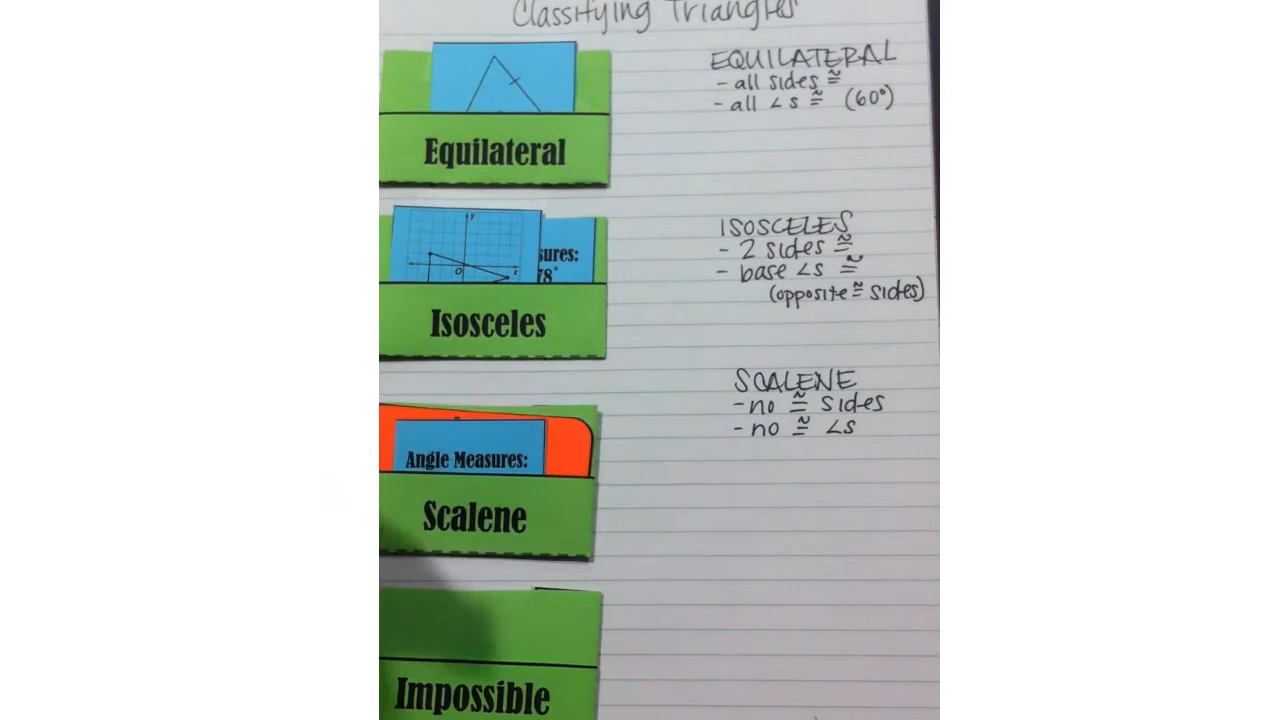 Classifying Triangles
Equilateral
EQUILATERAL
- all sides ≅
- all ∠s ≅ (60°)
y
O
x
sures:
78°
Isosceles
ISOSCELES
- 2 sides ≅
- base ∠s ≅
(opposite ≅ sides)
Angle Measures:
Scalene
SCALENE
- no ≅ sides
- no ≅ ∠s
Impossible